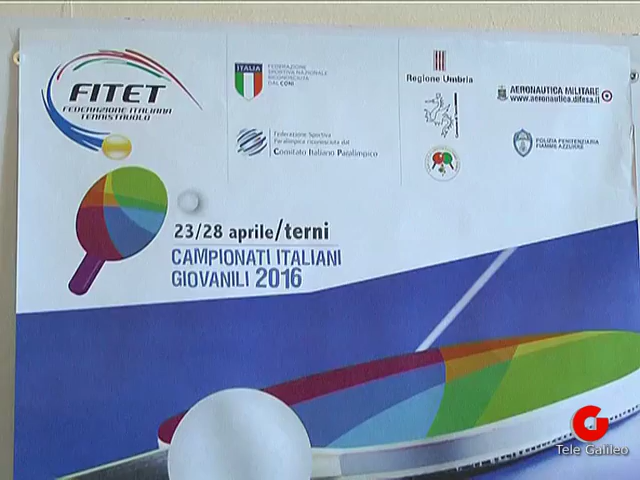 FITET
FEDERAZIONE ITALIANA
TENNISTAVOLO
ITALIA
FEDERAZIONE
SPORTIVA NAZIONALE
RICONOSCIUTA
DAL CONI
Federazione Sportiva
Paralimpica riconosciuta dal
Comitato Italiano Paralimpico
Regione Umbria
AERONAUTICA MILITARE
www.aeronautica.difesa.it
POLIZIA PENITENZIARIA
FIAMME AZZURRE
23/28 aprile/terni
CAMPIONATI ITALIANI
GIOVANILI 2016
Tele Galileo